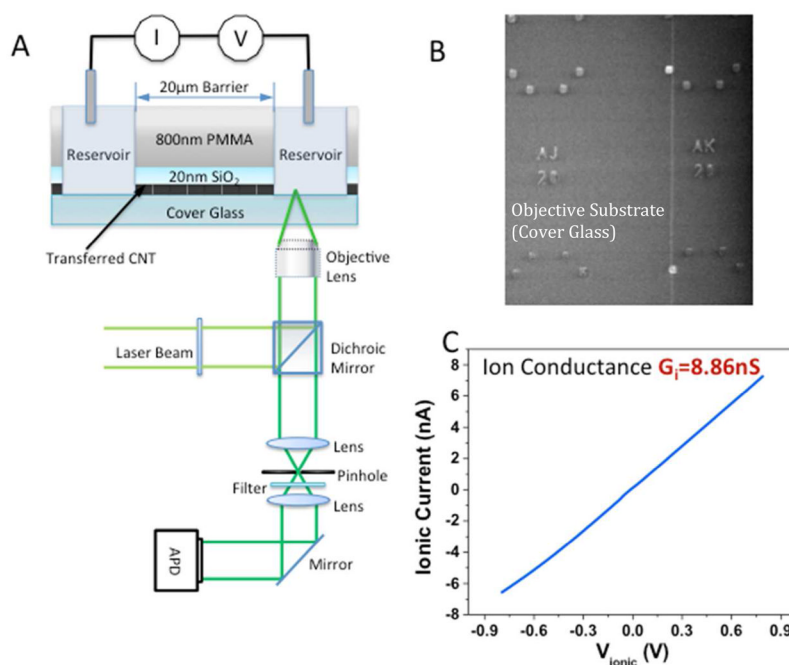 A
I
V
20μm Barrier
Reservoir
800nm PMMA
Reservoir
20nm SiO₂
Cover Glass
Transferred CNT
Objective
Lens
Laser Beam
Dichroic
Mirror
Lens
Pinhole
Filter
Lens
APD
Mirror
B
AJ
20
AK
20
Objective Substrate
(Cover Glass)
C
Ion Conductance Gᵢ=8.86nS
Ionic Current (nA)
8
6
4
2
0
-2
-4
-6
-8
-0.9 -0.6 -0.3 0.0 0.3 0.6 0.9
V_ionic (V)